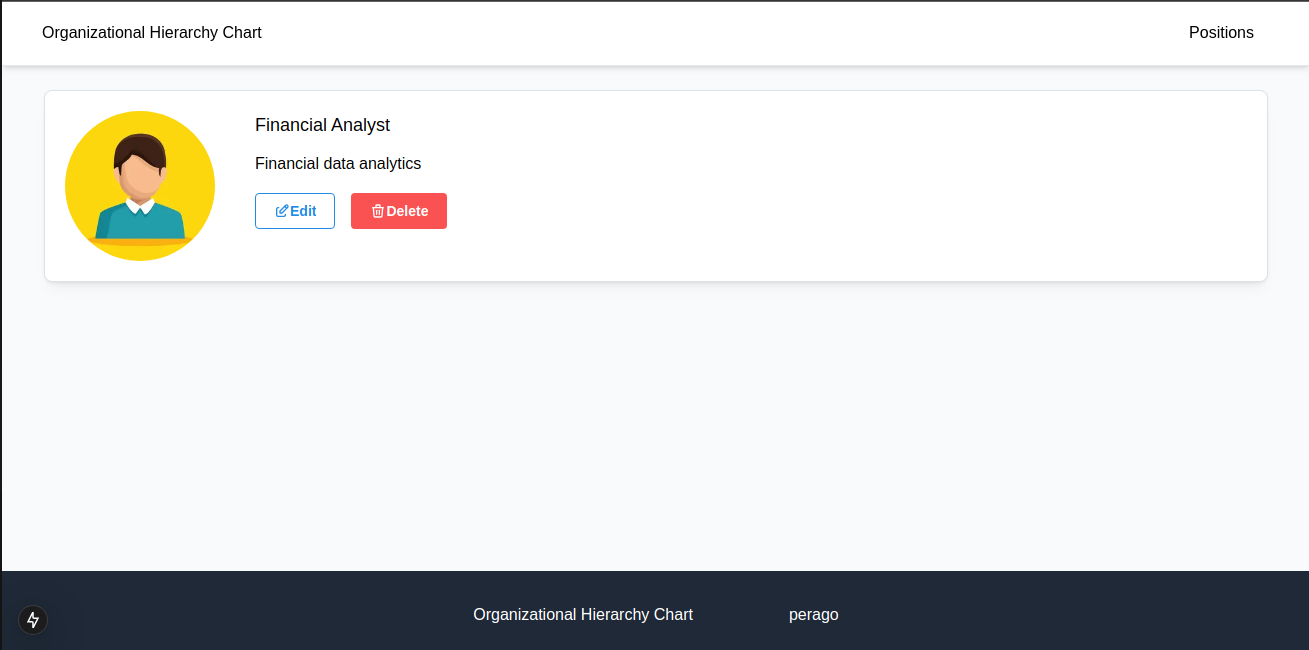 Organizational Hierarchy Chart
Positions
Financial Analyst
Financial data analytics
Edit
Delete
Organizational Hierarchy Chart
perago